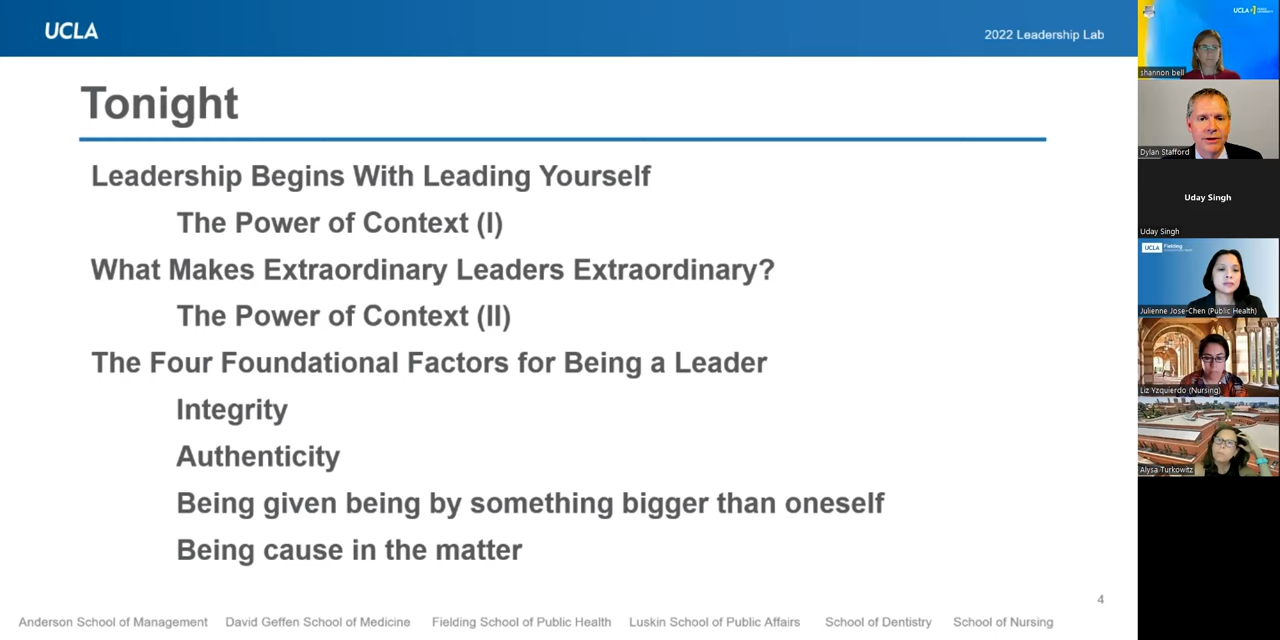 UCLA
2022 Leadership Lab
Tonight
Leadership Begins With Leading Yourself
The Power of Context (I)
What Makes Extraordinary Leaders Extraordinary?
The Power of Context (II)
The Four Foundational Factors for Being a Leader
Integrity
Authenticity
Being given being by something bigger than oneself
Being cause in the matter
4
Anderson School of Management David Geffen School of Medicine Fielding School of Public Health Luskin School of Public Affairs School of Dentistry School of Nursing
UCLA
shannon bell
Dylan Stafford
Uday Singh
Uday Singh
UCLA Fielding
Julienne Jose-Chen (Public Health)
Liz Yzquierdo (Nursing)
Alysa Turkowitz